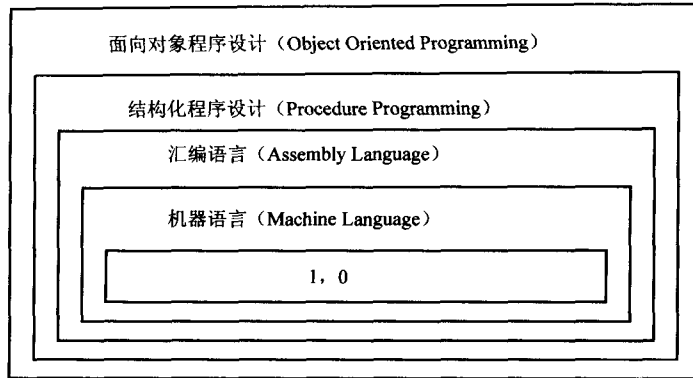 面向对象程序设计（Object Oriented Programming）
结构化程序设计（Procedure Programming）
汇编语言（Assembly Language）
机器语言（Machine Language）
1，0